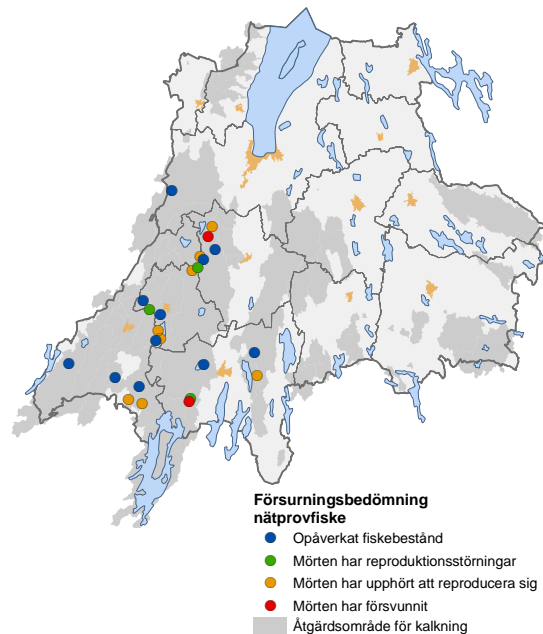 Försurningsbedömning
nätprovfiske
Opåverkat fiskebestånd
Mörten har reproduktionsstörningar
Mörten har upphört att reproducera sig
Mörten har försvunnit
Åtgärdsområde för kalkning